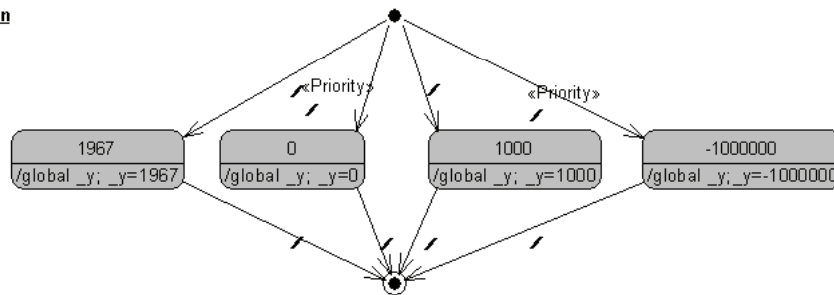 n
«Priority»
«Priority»
1967
/global _y; _y=1967
0
/global _y; _y=0
1000
/global _y; _y=1000
-1000000
/global _y;_y=-1000000